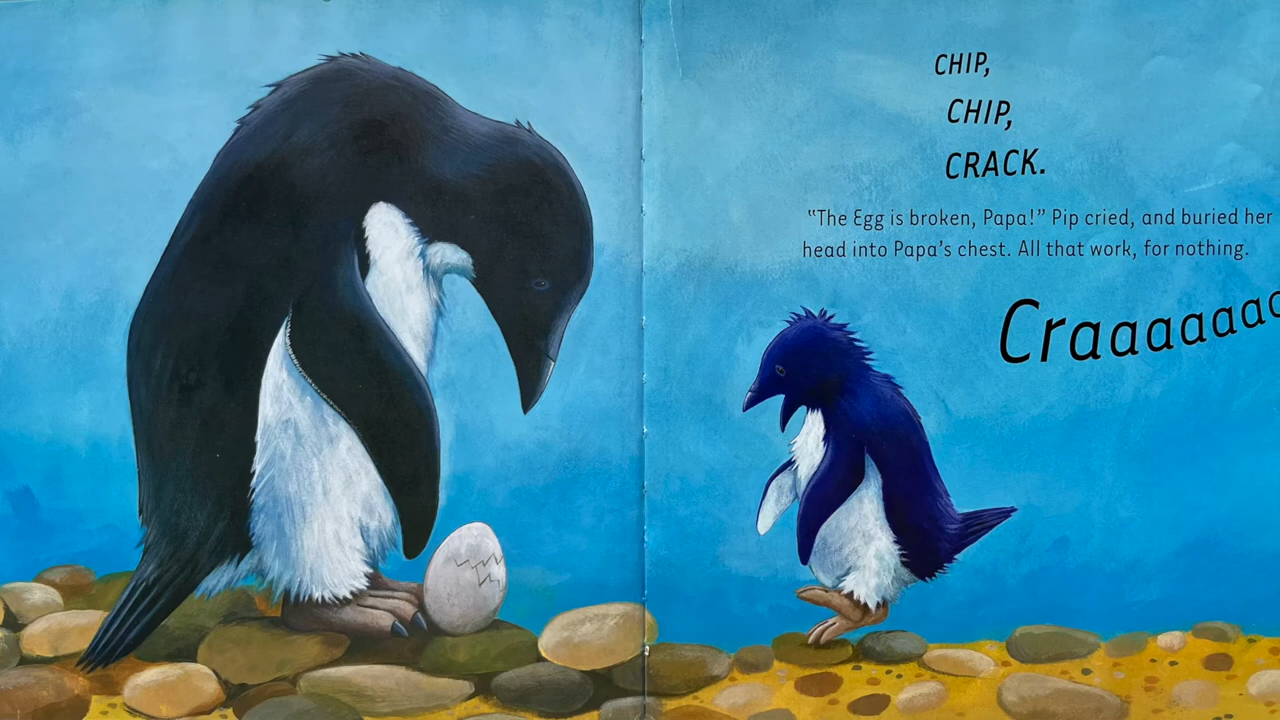 CHIP,
CHIP,
CRACK.
“The Egg is broken, Papa!” Pip cried, and buried her
head into Papa’s chest. All that work, for nothing.
Craaaaaaa